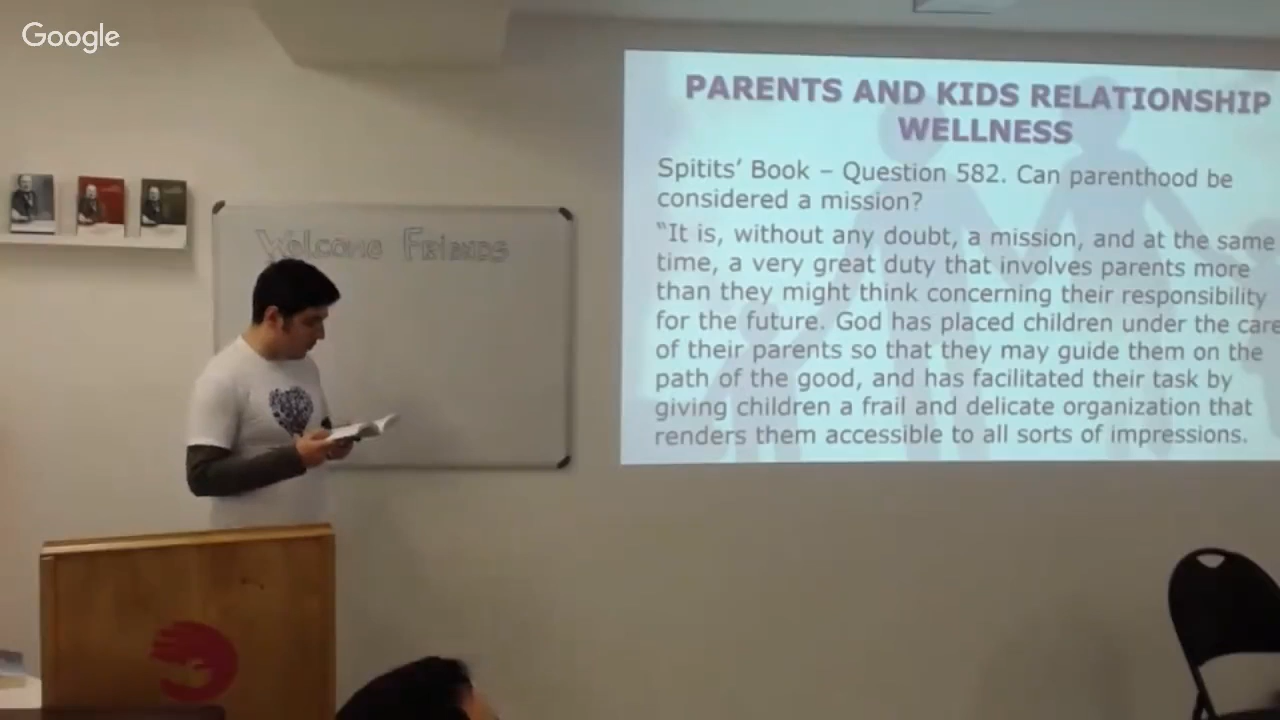 Google
Welcome Friends
PARENTS AND KIDS RELATIONSHIP
WELLNESS
Spitits’ Book – Question 582. Can parenthood be
considered a mission?
“It is, without any doubt, a mission, and at the same
time, a very great duty that involves parents more
than they might think concerning their responsibility
for the future. God has placed children under the care
of their parents so that they may guide them on the
path of the good, and has facilitated their task by
giving children a frail and delicate organization that
renders them accessible to all sorts of impressions.